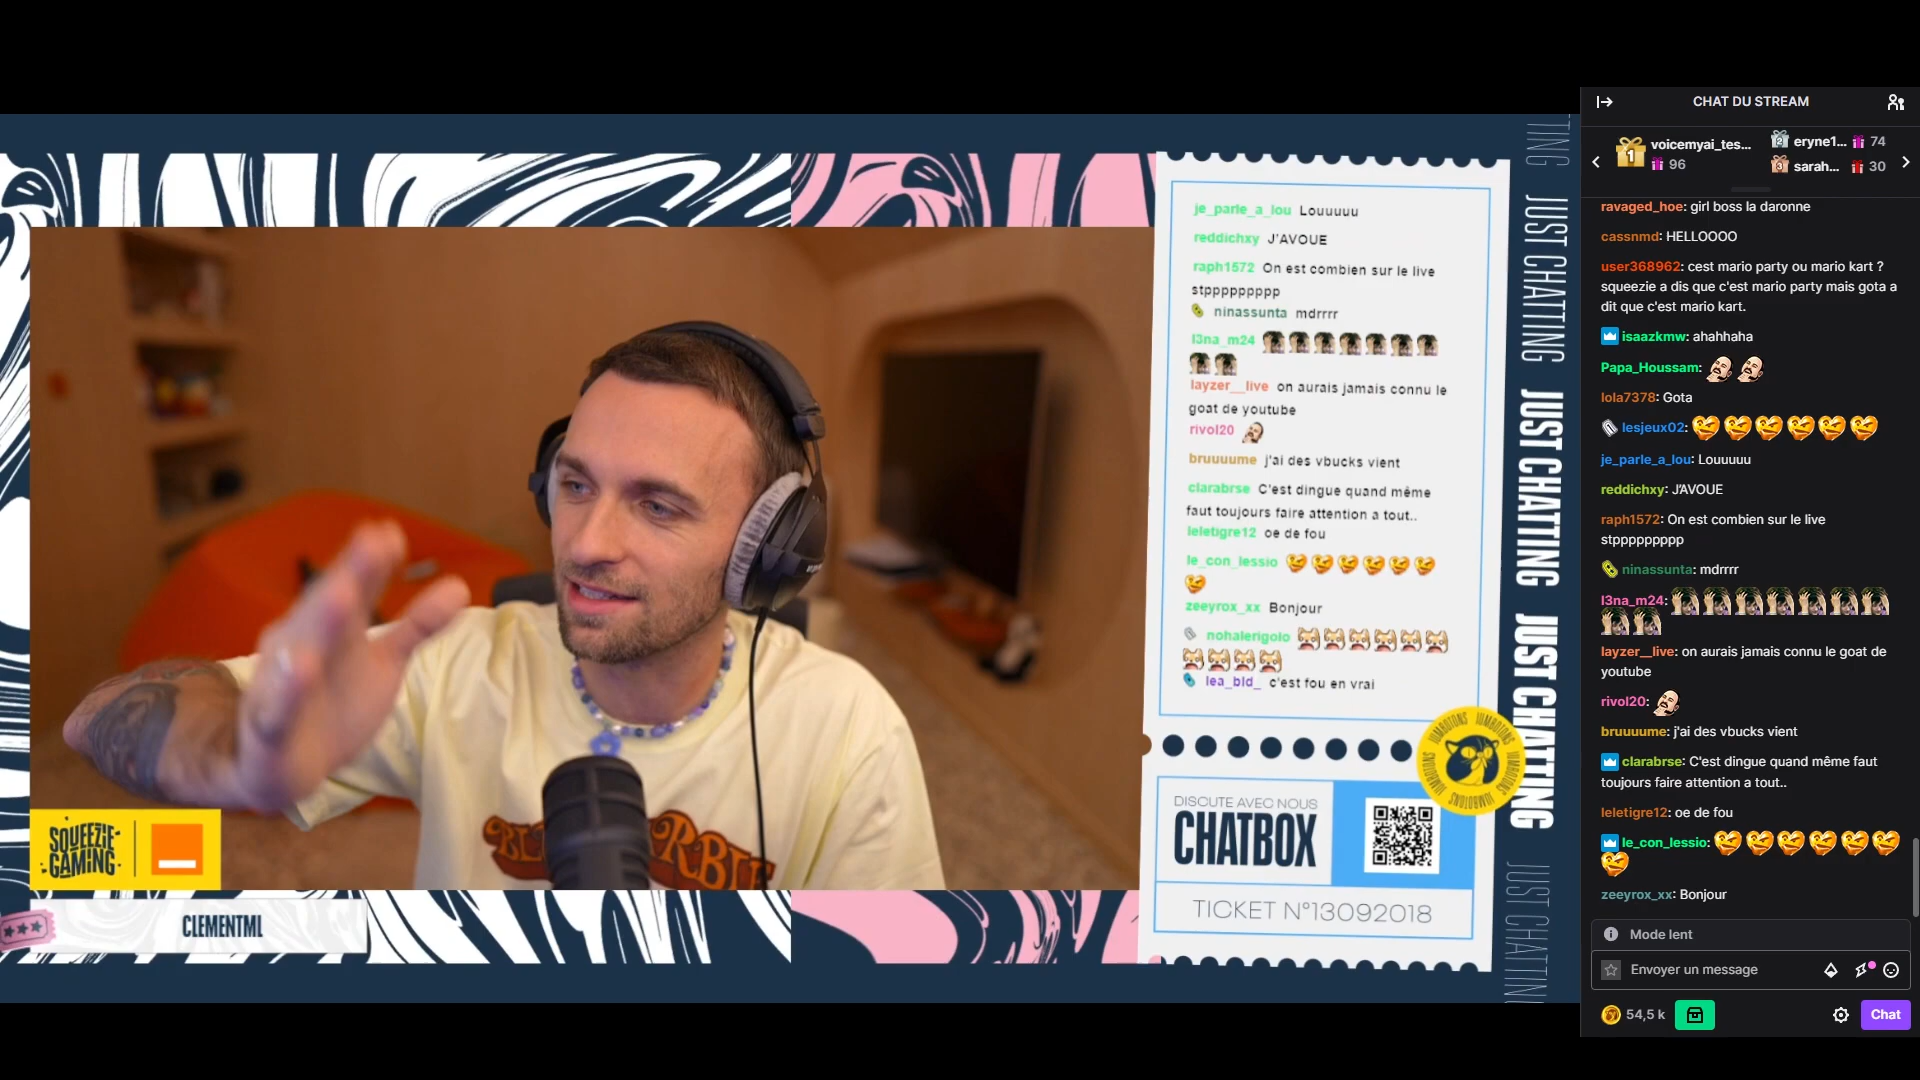 je_parle_a_lou Louuuuu
reddichxy J'AVOUE
raph1572 On est combien sur le live
stppppppppp
ninassunta mdrrrr
l3na_m24
layzer__live on aurais jamais connu le
goat de youtube
rivol20
bruuuume j'ai des vbucks vient
clarabrse C'est dingue quand même
faut toujours faire attention a tout..
leletigre12 oe de fou
le_con_lessio
zeeyrox_xx Bonjour
nohalerigolo
lea_bld_ c'est fou en vrai
JUMBOTONS JUMBOTONS JUMBOTONS
DISCUTE AVEC NOUS
CHATBOX
TICKET N°13092018
TING
JUST CHATTING
JUST CHATTING
JUST CHATTING
JUST CHATTING
SQUEEZIE
GAMING
CLEMENTML
CHAT DU STREAM
1 voicemyai_tes...
96
2 eryne1... 74
3 sarah... 30
ravaged_hoe: girl boss la daronne
cassnmd: HELLOOOO
user368962: cest mario party ou mario kart ?
squeezie a dis que c'est mario party mais gota a
dit que c'est mario kart.
isaazkmw: ahahhaha
Papa_Houssam:
lola7378: Gota
lesjeux02:
je_parle_a_lou: Louuuuu
reddichxy: J'AVOUE
raph1572: On est combien sur le live
stppppppppp
ninassunta: mdrrrr
l3na_m24:
layzer__live: on aurais jamais connu le goat de
youtube
rivol20:
bruuuume: j'ai des vbucks vient
clarabrse: C'est dingue quand même faut
toujours faire attention a tout..
leletigre12: oe de fou
le_con_lessio:
zeeyrox_xx: Bonjour
Mode lent
Envoyer un message
54,5 k
Chat